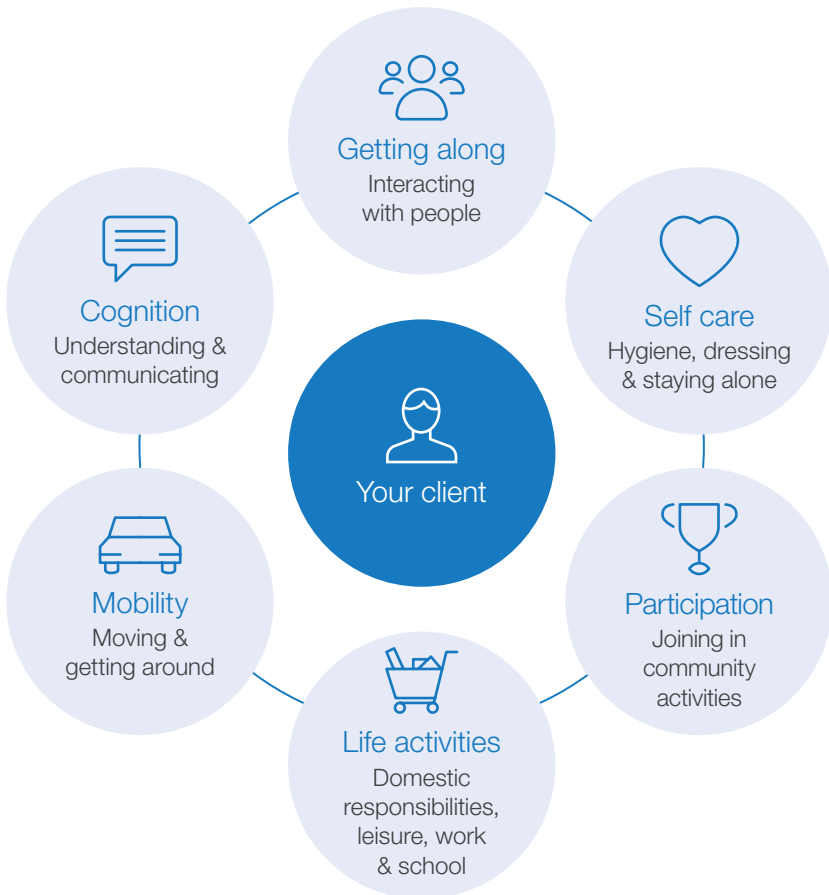 Getting along
Interacting
with people
Self care
Hygiene, dressing
& staying alone
Participation
Joining in
community
activities
Life activities
Domestic
responsibilities,
leisure, work
& school
Mobility
Moving &
getting around
Cognition
Understanding &
communicating
Your client